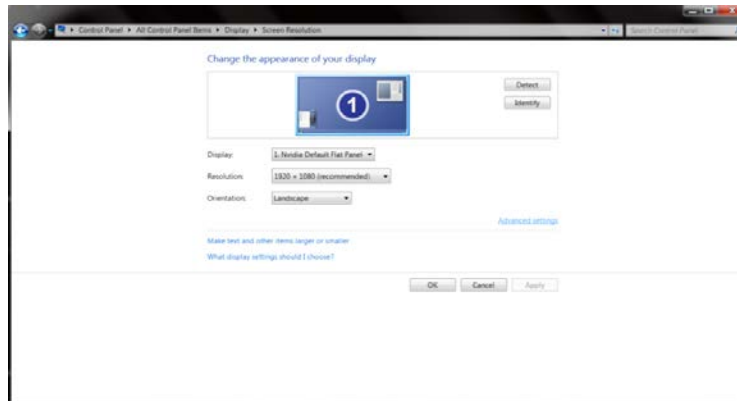 Control Panel ▸ All Control Panel Items ▸ Display ▸ Screen Resolution
Search Control Panel
Change the appearance of your display
1
Detect
Identify
Display: 1. Nvidia Default Flat Panel
Resolution: 1920 × 1080 (recommended)
Orientation: Landscape
Advanced settings
Make text and other items larger or smaller
What display settings should I choose?
OK Cancel Apply